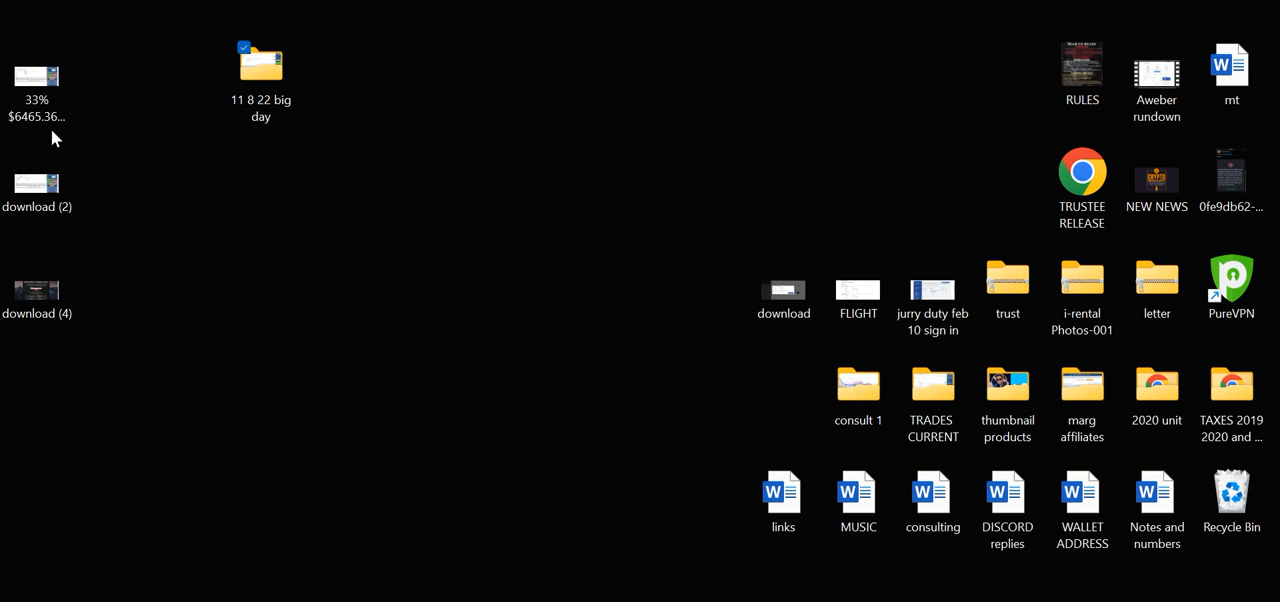 33%
$6465.36...
11 8 22 big
day
RULES
Aweber
rundown
mt
download (2)
TRUSTEE
RELEASE
NEW NEWS
0fe9db62-...
download (4)
download
FLIGHT
jurry duty feb
10 sign in
trust
i-rental
Photos-001
letter
PureVPN
consult 1
TRADES
CURRENT
thumbnail
products
marg
affiliates
2020 unit
TAXES 2019
2020 and ...
links
MUSIC
consulting
DISCORD
replies
WALLET
ADDRESS
Notes and
numbers
Recycle Bin